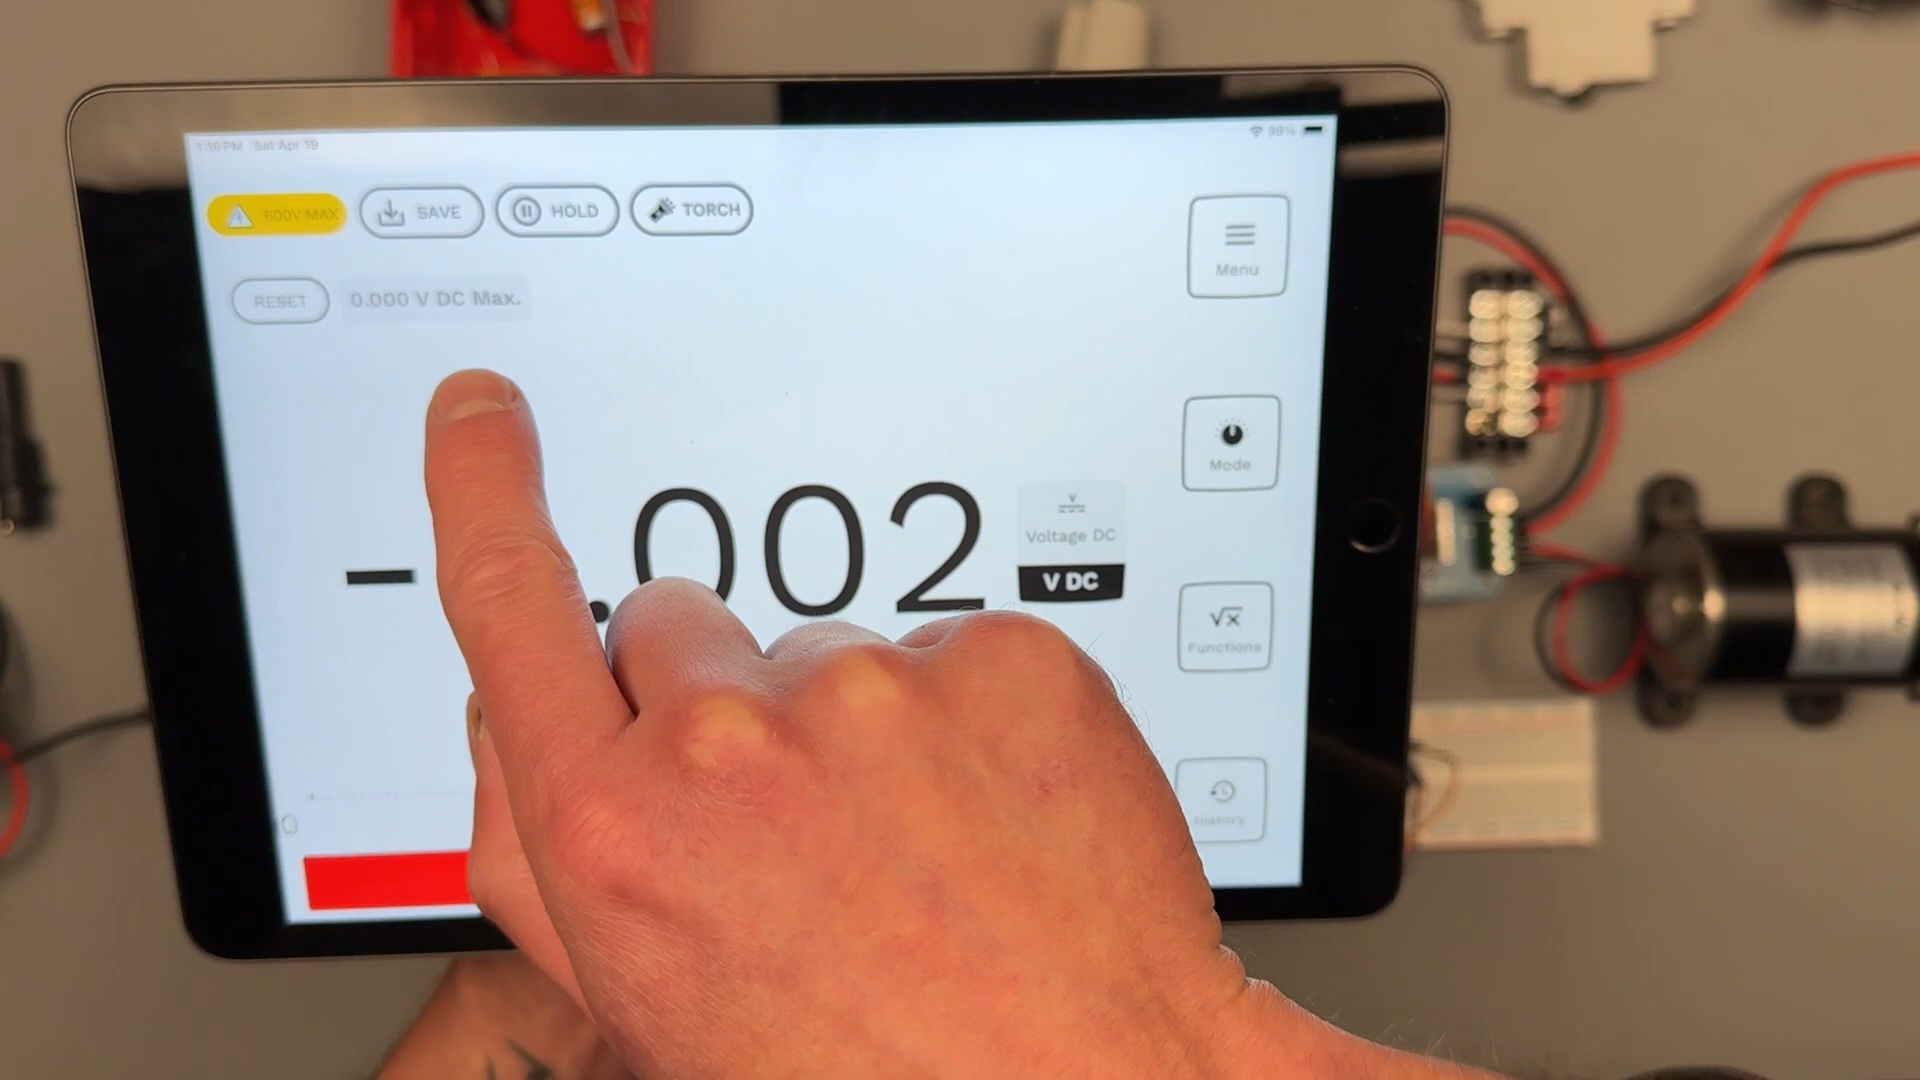 1:16 PM Sat Apr 19
99%
600V MAX SAVE HOLD TORCH
RESET 0.000 V DC Max.
Menu
Mode
- .002
Voltage DC
V DC
Functions
History